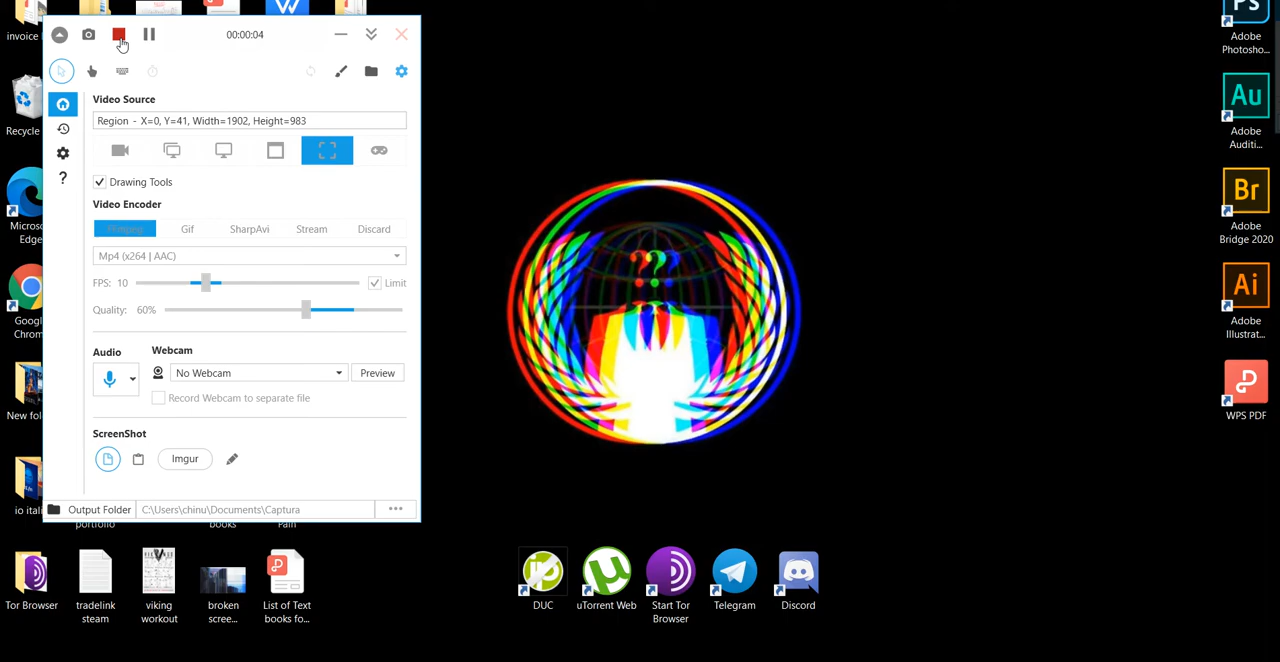 invoice
Recycle
Micros...
Edge
Google
Chrom...
New fol
io itali
portfolio
books
Pain
00:00:04
Video Source
Region - X=0, Y=41, Width=1902, Height=983
Drawing Tools
Video Encoder
Gif
SharpAvi
Stream
Discard
Mp4 (x264 | AAC)
FPS: 10
Limit
Quality: 60%
Audio
Webcam
No Webcam
Preview
Record Webcam to separate file
ScreenShot
Imgur
Output Folder
C:\Users\chinu\Documents\Captura
???
Ps
Adobe
Photosho...
Au
Adobe
Auditi...
Br
Adobe
Bridge 2020
Ai
Adobe
Illustrat...
WPS PDF
Tor Browser
tradelink
steam
viking
workout
broken
scree...
List of Text
books fo...
DUC
uTorrent Web
Start Tor
Browser
Telegram
Discord